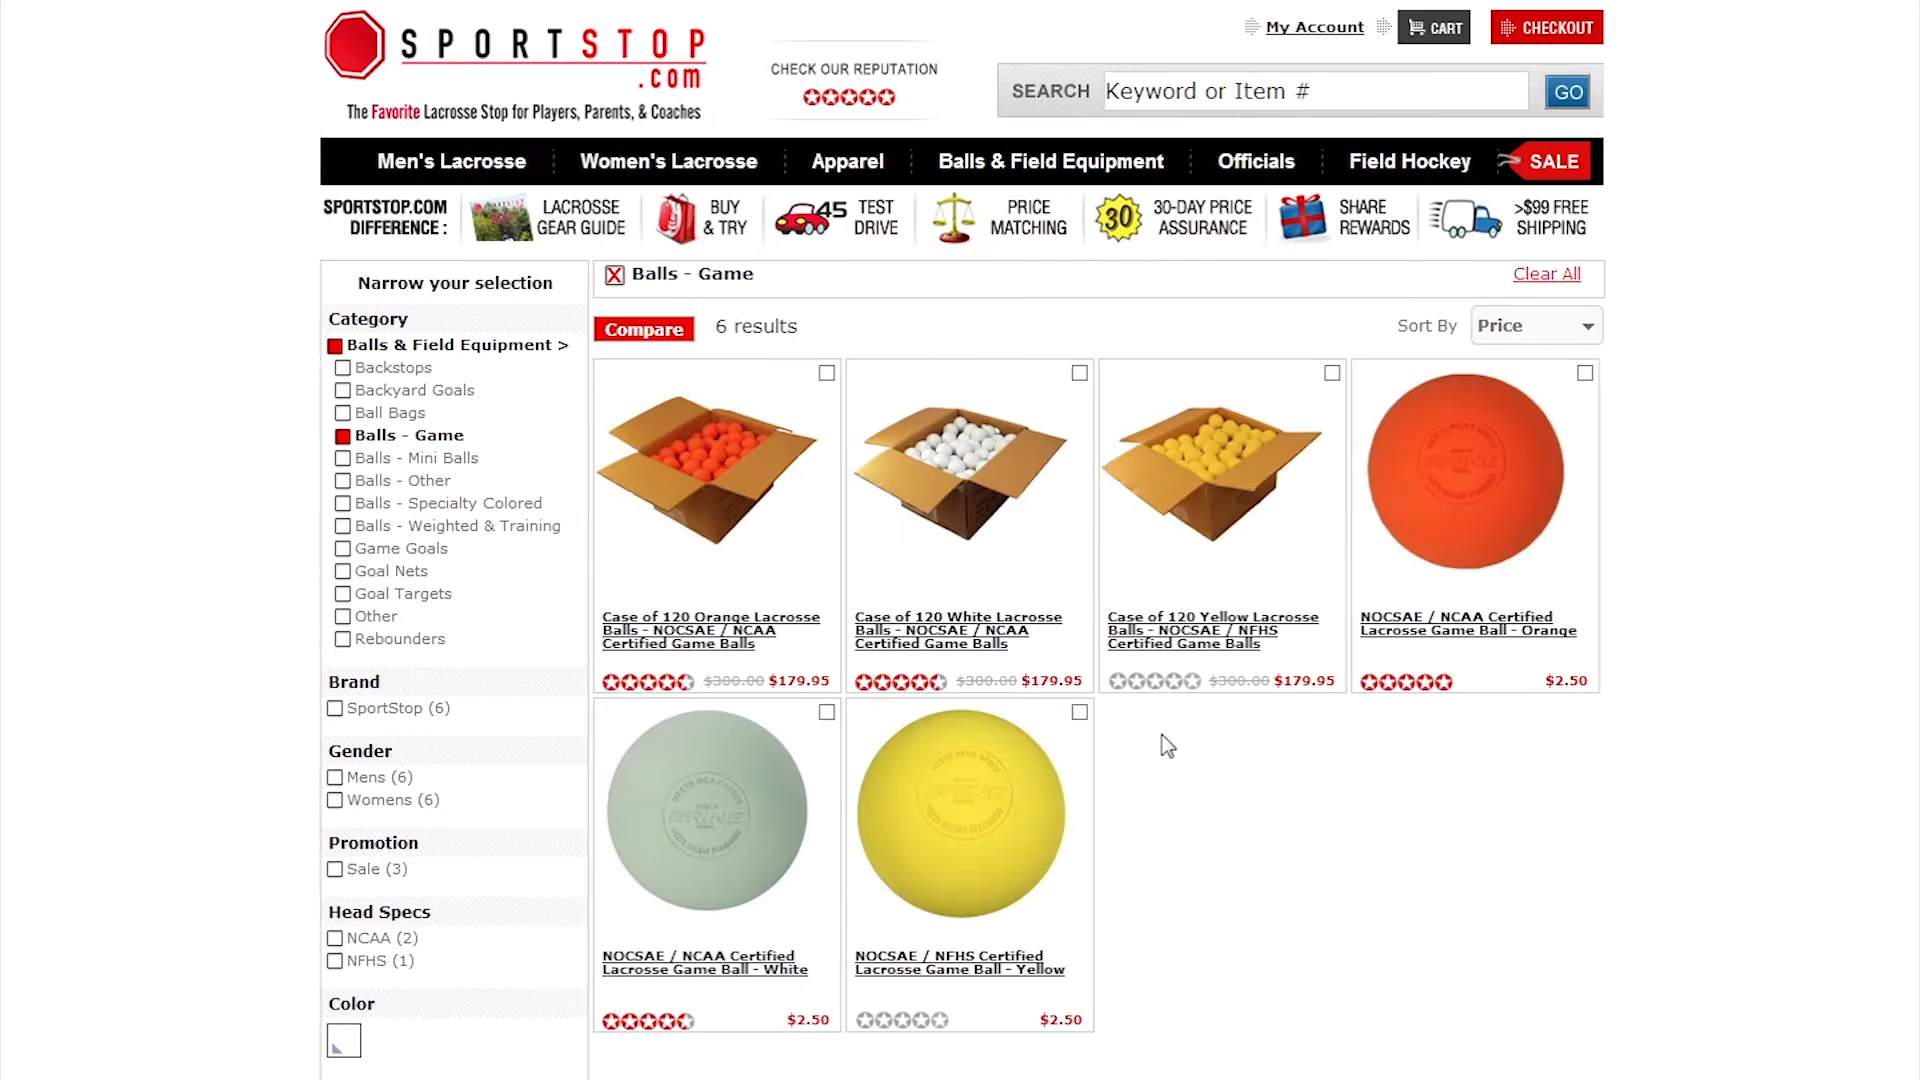 SPORTSTOP
.com
The Favorite Lacrosse Stop for Players, Parents, & Coaches
CHECK OUR REPUTATION
My Account
CART
CHECKOUT
SEARCH
Keyword or Item #
GO
Men's Lacrosse
Women's Lacrosse
Apparel
Balls & Field Equipment
Officials
Field Hockey
SALE
SPORTSTOP.COM
DIFFERENCE :
LACROSSE
GEAR GUIDE
BUY
& TRY
45
TEST
DRIVE
PRICE
MATCHING
30
30-DAY PRICE
ASSURANCE
SHARE
REWARDS
>$99 FREE
SHIPPING
Narrow your selection
Category
Balls & Field Equipment >
Backstops
Backyard Goals
Ball Bags
Balls - Game
Balls - Mini Balls
Balls - Other
Balls - Specialty Colored
Balls - Weighted & Training
Game Goals
Goal Nets
Goal Targets
Other
Rebounders
Brand
SportStop (6)
Gender
Mens (6)
Womens (6)
Promotion
Sale (3)
Head Specs
NCAA (2)
NFHS (1)
Color
X Balls - Game
Clear All
Compare
6 results
Sort By
Price
Case of 120 Orange Lacrosse
Balls - NOCSAE / NCAA
Certified Game Balls
$300.00 $179.95
Case of 120 White Lacrosse
Balls - NOCSAE / NCAA
Certified Game Balls
$300.00 $179.95
Case of 120 Yellow Lacrosse
Balls - NOCSAE / NFHS
Certified Game Balls
$300.00 $179.95
BRINE
NOCSAE / NCAA Certified
Lacrosse Game Ball - Orange
$2.50
MEETS NCAA SPECS
BRINE
NOCSAE / NCAA Certified
Lacrosse Game Ball - White
$2.50
BRINE
NOCSAE / NFHS Certified
Lacrosse Game Ball - Yellow
$2.50